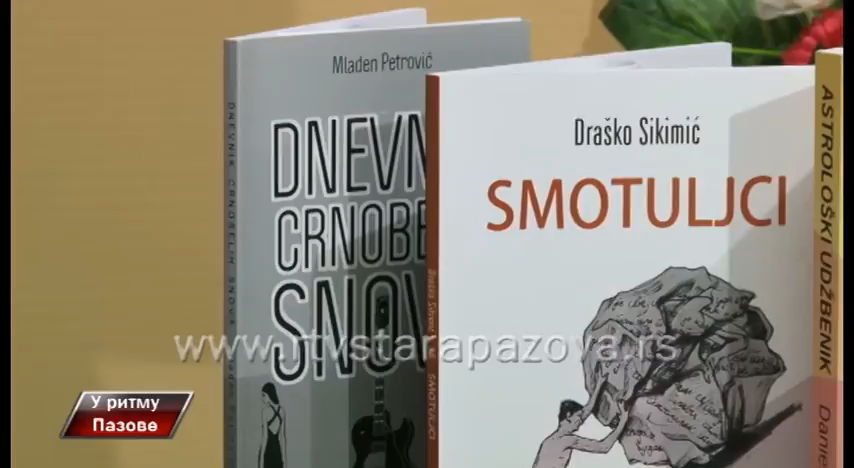 Mladen Petrović
DNEVN
CRNOBE
SNOV
DNEVNIK CRNOBELIH SNOVA
Draško Sikimić
SMOTULJCI
Draško Sikimić SMOTULJCI
ASTROLOŠKI UDŽBENIK
Danie
www.rtvstarapazova.rs
У ритму
Пазове